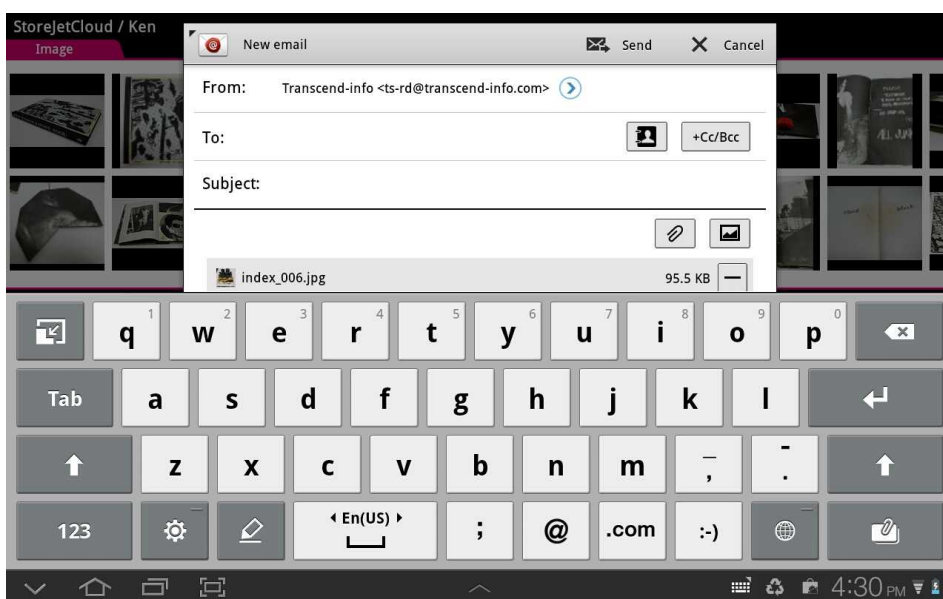 StoreJetCloud / Ken
Image
New email
Send
Cancel
From: Transcend-info <ts-rd@transcend-info.com>
To:
+Cc/Bcc
Subject:
index_006.jpg 95.5 KB
q 1 w 2 e 3 r 4 t 5 y 6 u 7 i 8 o 9 p 0
Tab a s d f g h j k l
z x c v b n m _ , - .
123 En(US) ; @ .com :-)
4:30 PM